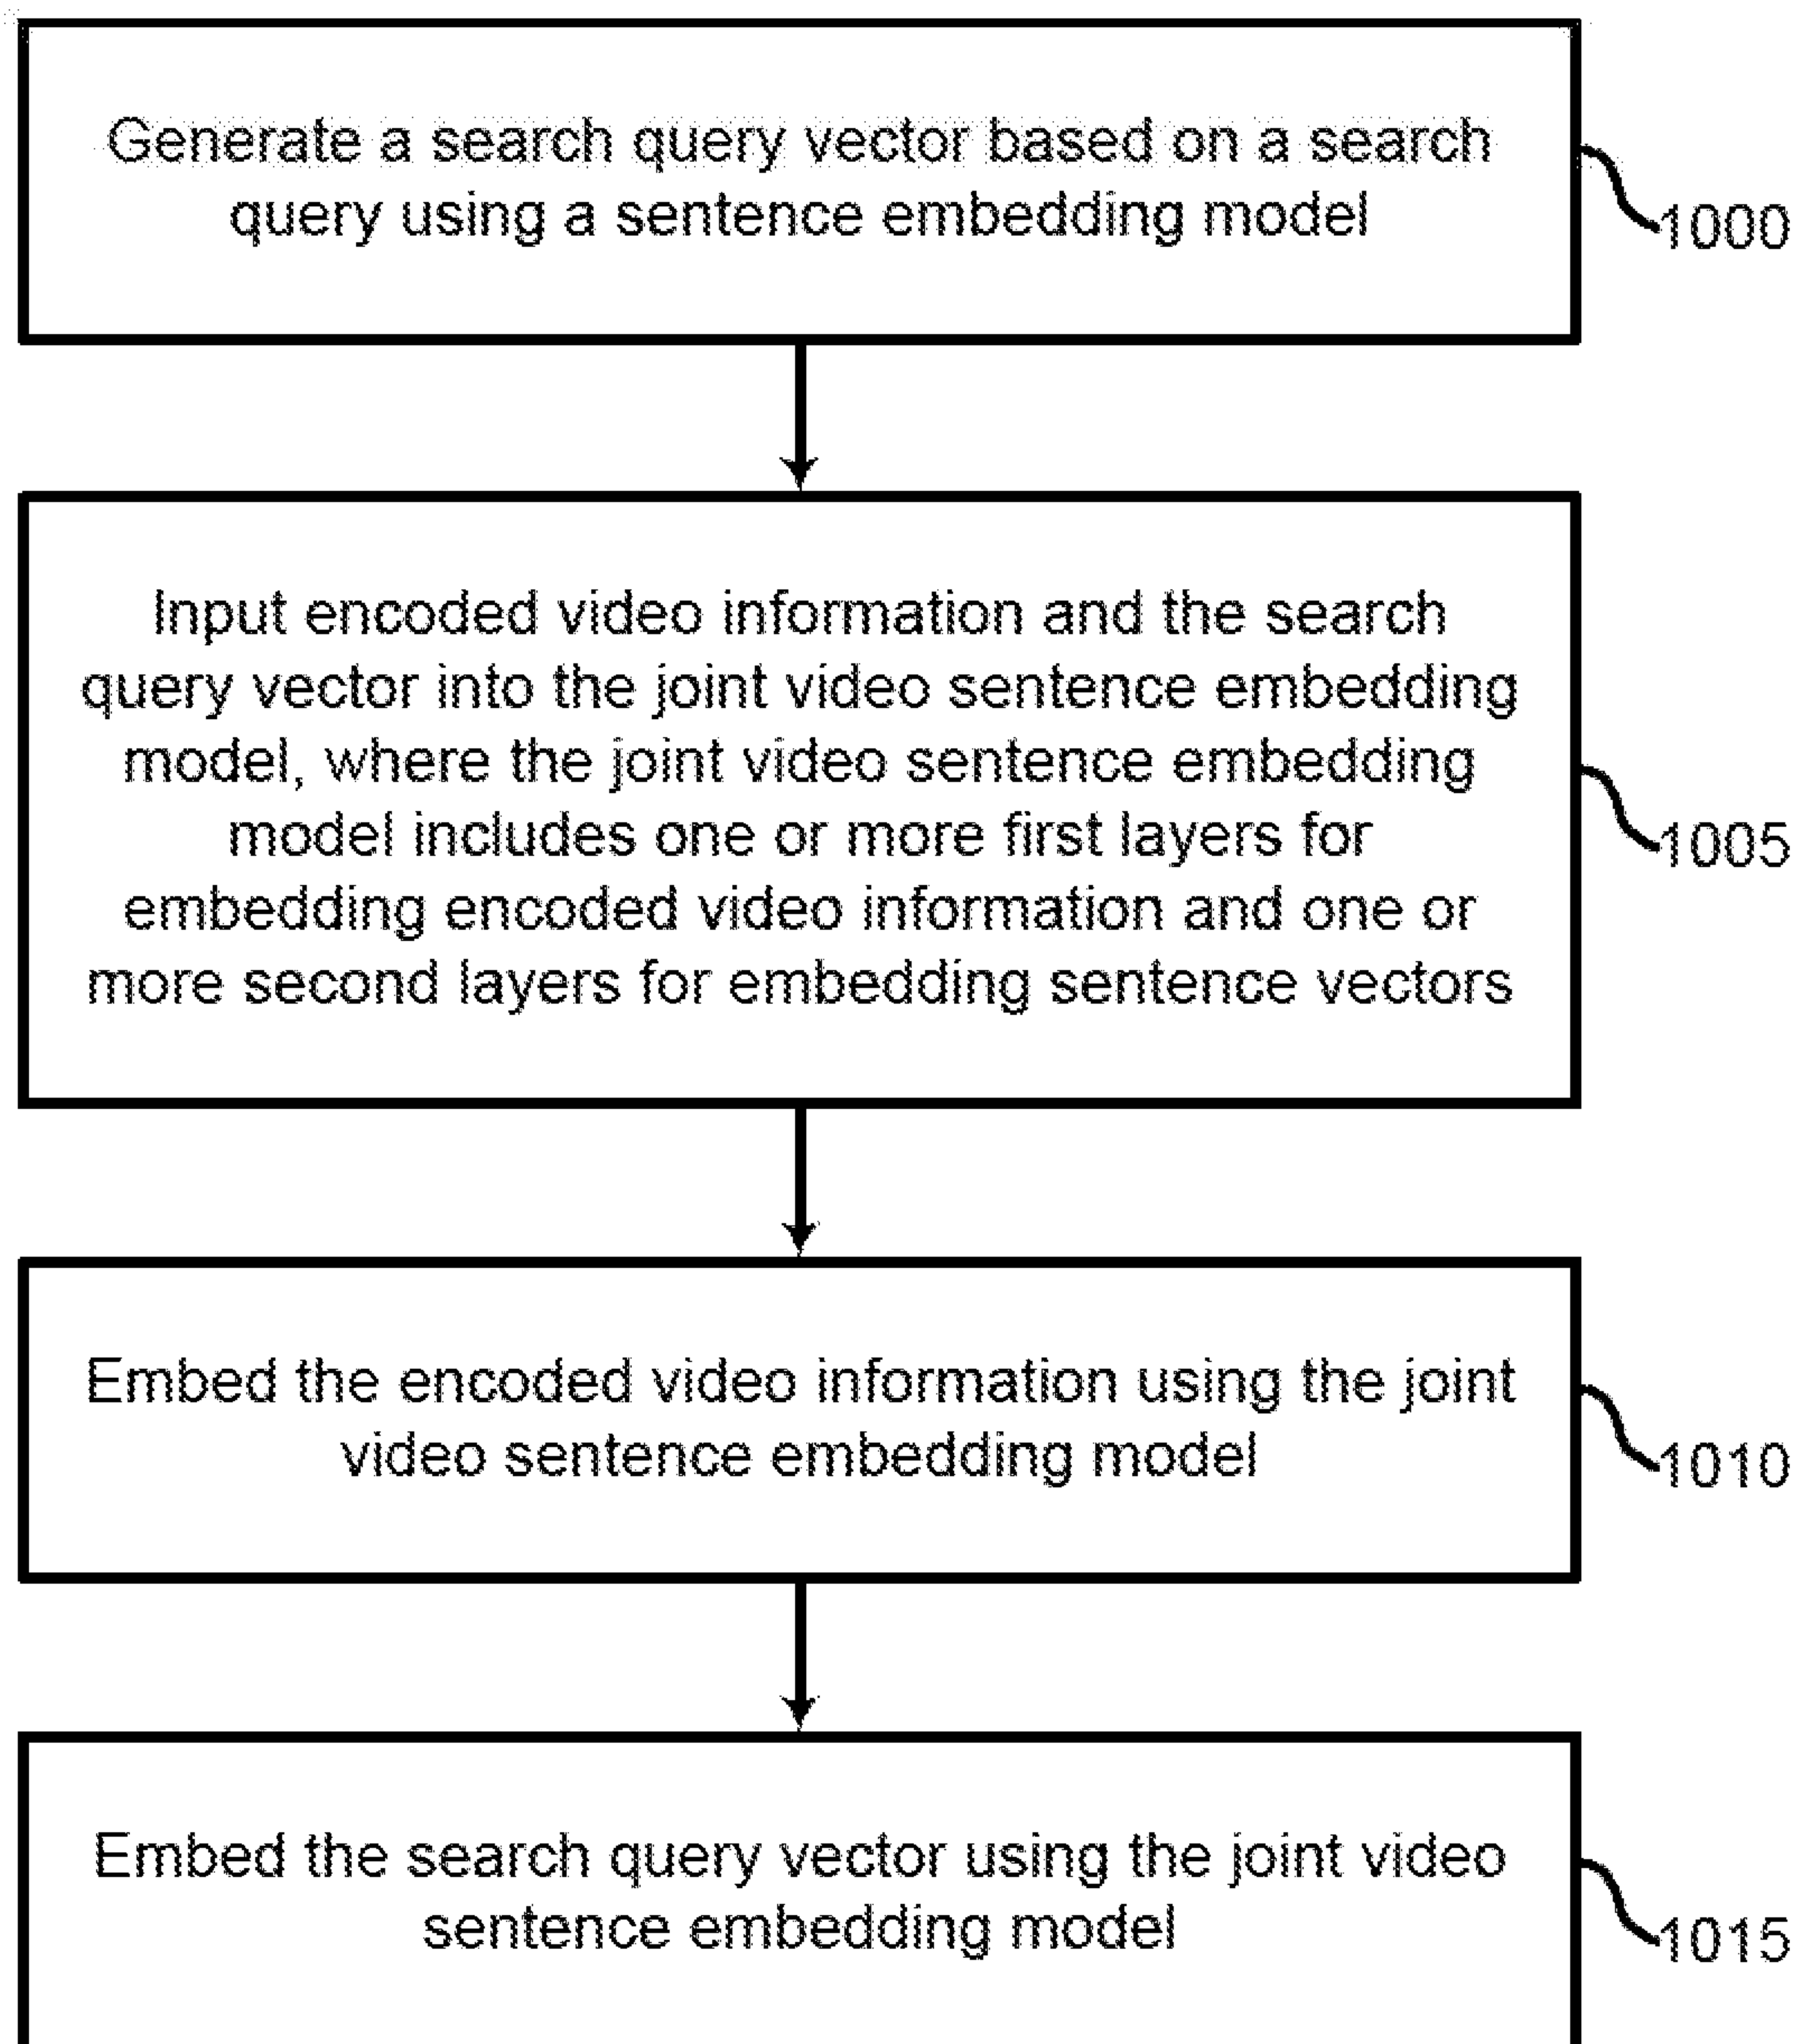 Generate a search query vector based on a search
query using a sentence embedding model
1000
Input encoded video information and the search
query vector into the joint video sentence embedding
model, where the joint video sentence embedding
model includes one or more first layers for
embedding encoded video information and one or
more second layers for embedding sentence vectors
1005
Embed the encoded video information using the joint
video sentence embedding model
1010
Embed the search query vector using the joint video
sentence embedding model
1015